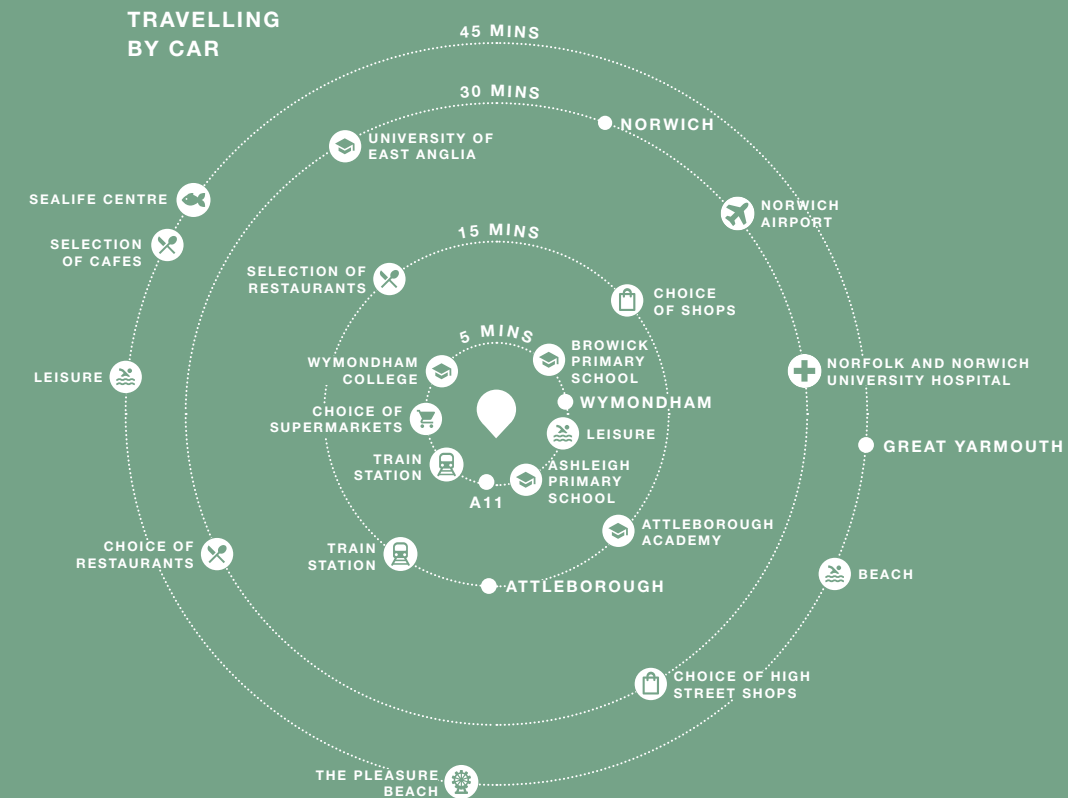 TRAVELLING
BY CAR
45 MINS
30 MINS
NORWICH
UNIVERSITY OF
EAST ANGLIA
SEALIFE CENTRE
NORWICH
AIRPORT
SELECTION
OF CAFES
15 MINS
SELECTION OF
RESTAURANTS
CHOICE
OF SHOPS
5 MINS
BROWICK
PRIMARY
SCHOOL
WYMONDHAM
COLLEGE
NORFOLK AND NORWICH
UNIVERSITY HOSPITAL
LEISURE
WYMONDHAM
CHOICE OF
SUPERMARKETS
LEISURE
GREAT YARMOUTH
TRAIN
STATION
ASHLEIGH
PRIMARY
SCHOOL
A11
ATTLEBOROUGH
ACADEMY
CHOICE OF
RESTAURANTS
TRAIN
STATION
BEACH
ATTLEBOROUGH
CHOICE OF HIGH
STREET SHOPS
THE PLEASURE
BEACH